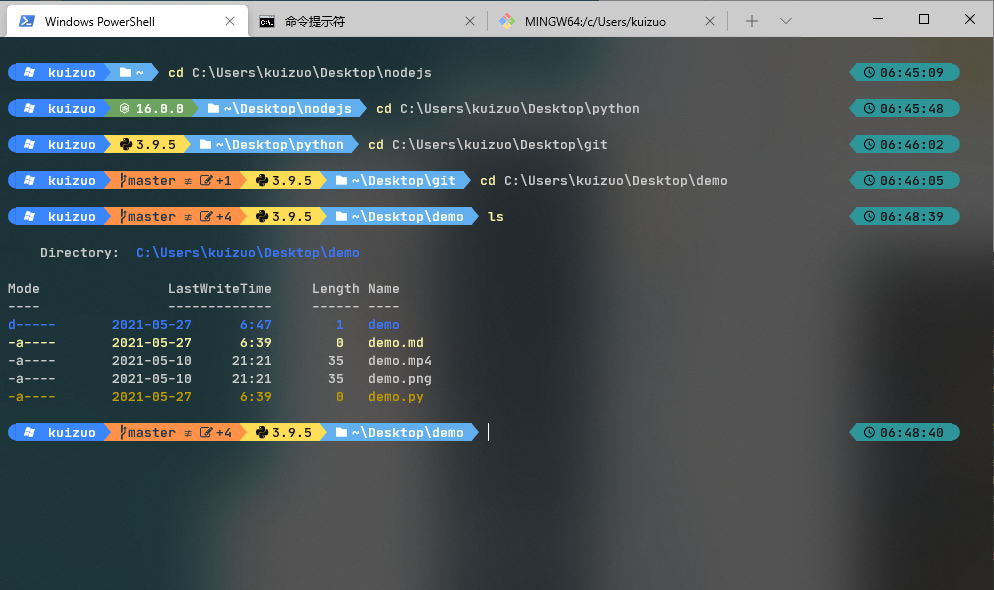 Windows PowerShell 命令提示符 MINGW64:/c/Users/kuizuo
kuizuo ~ cd C:\Users\kuizuo\Desktop\nodejs 06:45:09
kuizuo 16.0.0 ~\Desktop\nodejs cd C:\Users\kuizuo\Desktop\python 06:45:48
kuizuo 3.9.5 ~\Desktop\python cd C:\Users\kuizuo\Desktop\git 06:46:02
kuizuo master ≢ +1 3.9.5 ~\Desktop\git cd C:\Users\kuizuo\Desktop\demo 06:46:05
kuizuo master ≢ +4 3.9.5 ~\Desktop\demo ls 06:48:39
Directory: C:\Users\kuizuo\Desktop\demo
Mode LastWriteTime Length Name
---- ------------- ------ ----
d----- 2021-05-27 6:47 1 demo
-a---- 2021-05-27 6:39 0 demo.md
-a---- 2021-05-10 21:21 35 demo.mp4
-a---- 2021-05-10 21:21 35 demo.png
-a---- 2021-05-27 6:39 0 demo.py
kuizuo master ≢ +4 3.9.5 ~\Desktop\demo 06:48:40